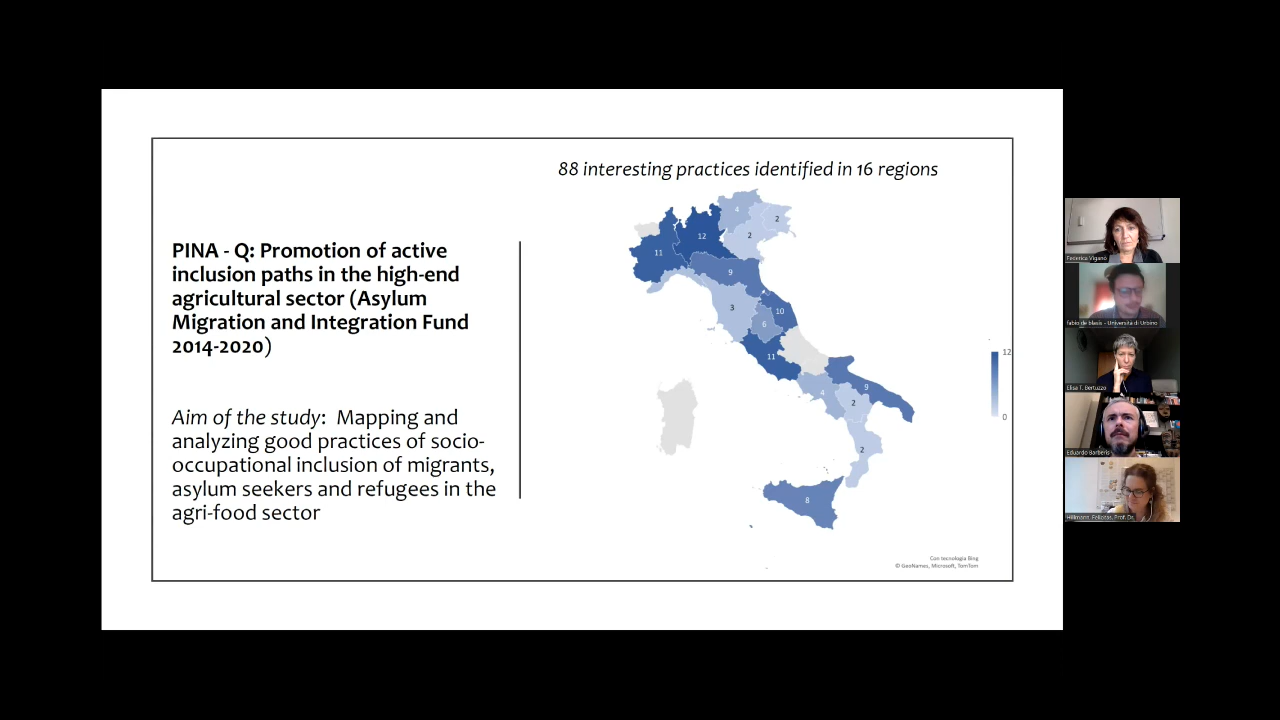 88 interesting practices identified in 16 regions
PINA - Q: Promotion of active
inclusion paths in the high-end
agricultural sector (Asylum
Migration and Integration Fund
2014-2020)
Aim of the study: Mapping and
analyzing good practices of socio-
occupational inclusion of migrants,
asylum seekers and refugees in the
agri-food sector
4
2
12
2
11
9
3
10
6
11
12
9
4
2
0
2
8
Con tecnologia Bing
© GeoNames, Microsoft, TomTom
Federica Viganò
fabio de blasis - Università di Urbino
Elisa T. Bertuzzo
Eduardo Barberis
Hillmann, Felicitas, Prof. Dr.